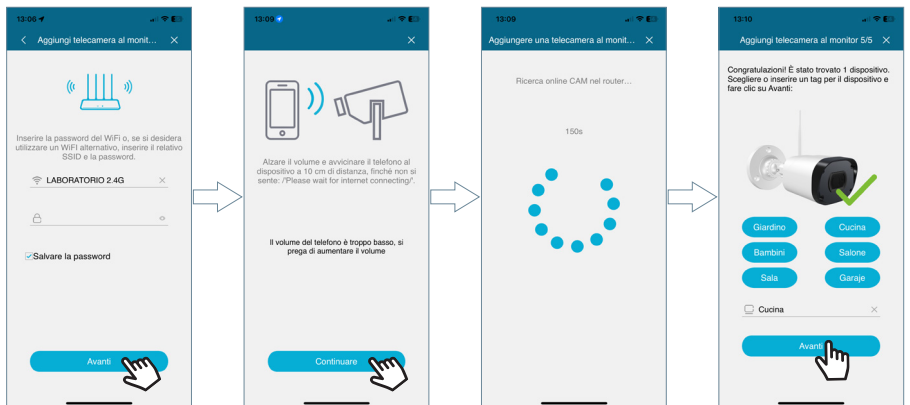 13:06
Aggiungi telecamera al monit...
Inserire la password del WiFi o, se si desidera
utilizzare un WiFI alternativo, inserire il relativo
SSID e la password.
LABORATORIO 2.4G
Salvare la password
Avanti
13:09
Alzare il volume e avvicinare il telefono al
dispositivo a 10 cm di distanza, finché non si
sente: /"Please wait for internet connecting/".
Il volume del telefono è troppo basso, si
prega di aumentare il volume
Continuare
13:09
Aggiungere una telecamera al monit...
Ricerca online CAM nel router...
150s
13:10
Aggiungi telecamera al monitor 5/5
Congratulazioni! È stato trovato 1 dispositivo.
Scegliere o inserire un tag per il dispositivo e
fare clic su Avanti:
Giardino
Cucina
Bambini
Salone
Sala
Garaje
Cucina
Avanti